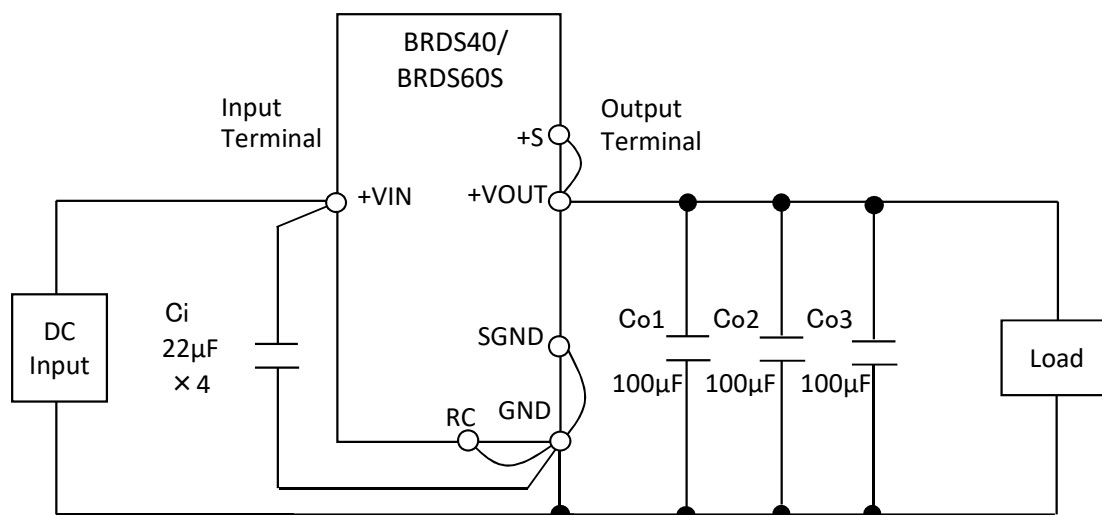 BRDS40/
BRDS60S
Input
Terminal
Output
Terminal
+S
+VIN
+VOUT
DC
Input
Ci
22µF
×4
SGND
GND
RC
Co1
100µF
Co2
100µF
Co3
100µF
Load